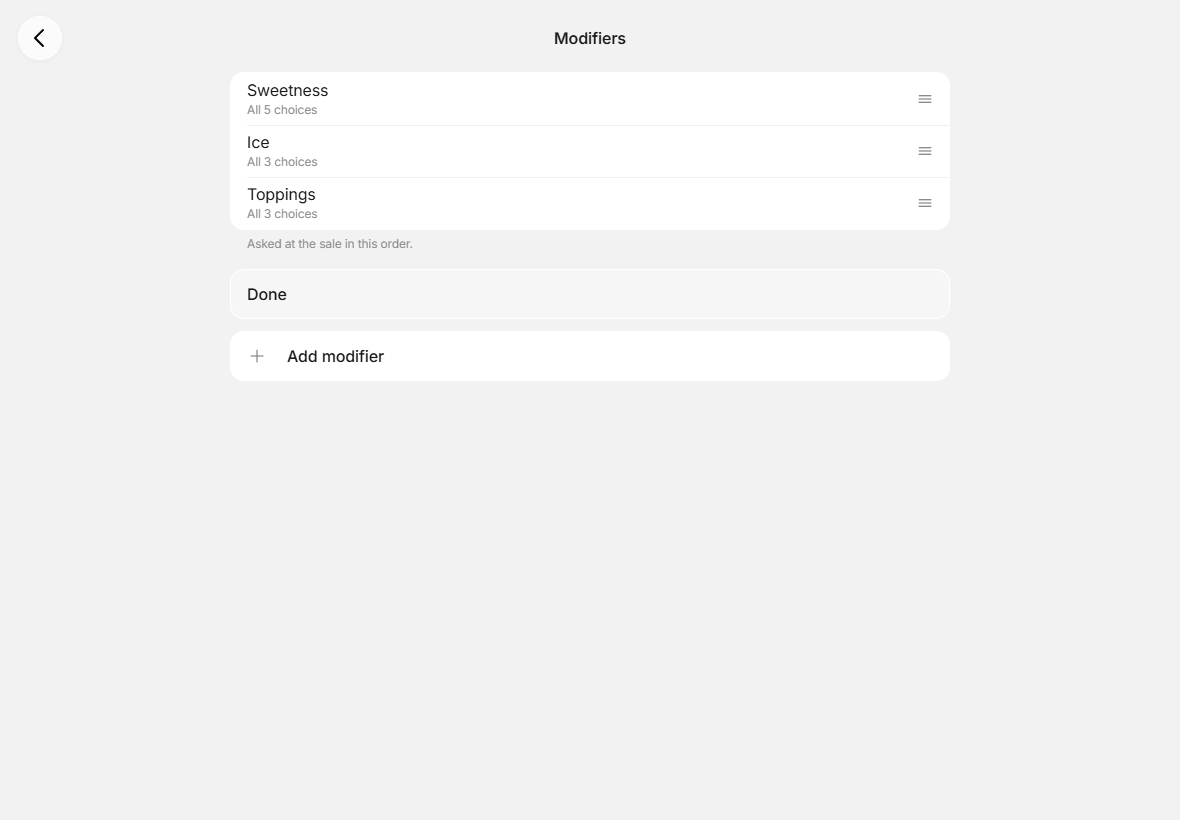 Modifiers
Sweetness
All 5 choices
Ice
All 3 choices
Toppings
All 3 choices
Asked at the sale in this order.
Done
Add modifier